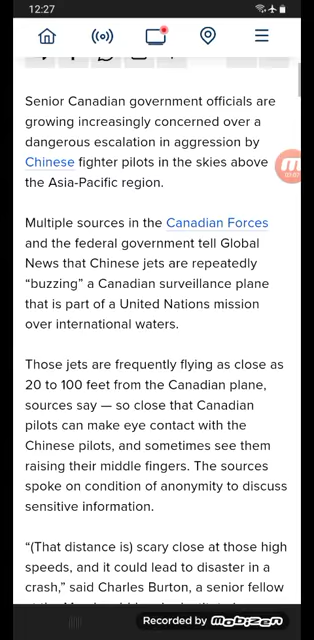 12:27
Senior Canadian government officials are
growing increasingly concerned over a
dangerous escalation in aggression by
Chinese fighter pilots in the skies above
the Asia-Pacific region.
Multiple sources in the Canadian Forces
and the federal government tell Global
News that Chinese jets are repeatedly
“buzzing” a Canadian surveillance plane
that is part of a United Nations mission
over international waters.
Those jets are frequently flying as close as
20 to 100 feet from the Canadian plane,
sources say — so close that Canadian
pilots can make eye contact with the
Chinese pilots, and sometimes see them
raising their middle fingers. The sources
spoke on condition of anonymity to discuss
sensitive information.
“(That distance is) scary close at those high
speeds, and it could lead to disaster in a
crash,” said Charles Burton, a senior fellow
Recorded by mobizen